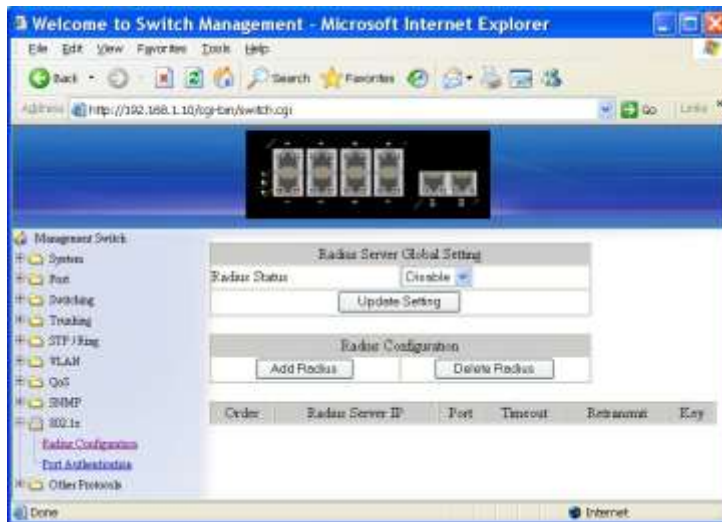 Welcome to Switch Management - Microsoft Internet Explorer
File Edit View Favorites Tools Help
Back Search Favorites
Address http://192.168.1.10/cgi-bin/switch.cgi Go Links
Management Switch
System
Port
Switching
Trunking
STP / Ring
VLAN
QoS
SNMP
802.1x
Radius Configuration
Port Authentication
Other Protocols
Radius Server Global Setting
Radius Status Disable
Update Setting
Radius Configuration
Add Radius Delete Radius
Order Radius Server IP Port Timeout Retransmit Key
Done Internet